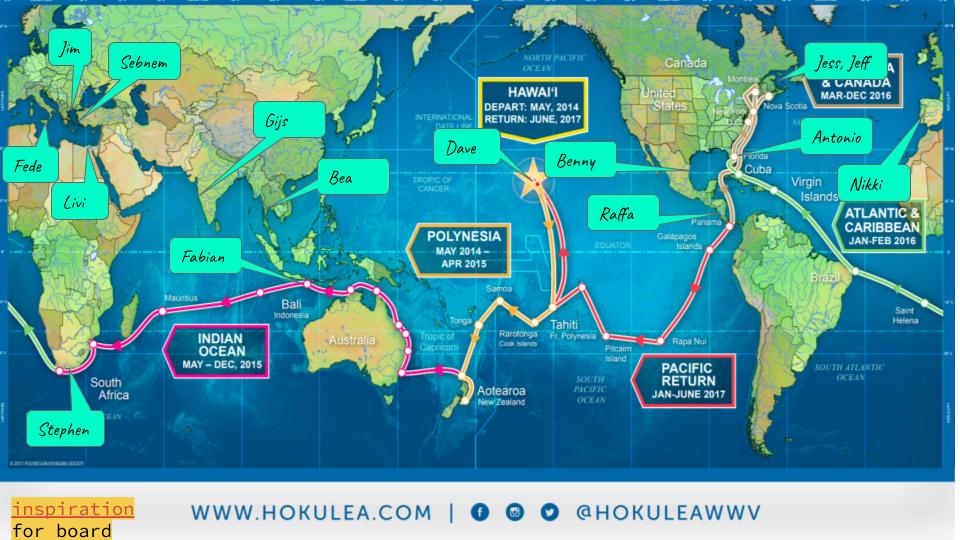 Jim
Sebnem
Gijs
Fede
Livi
Bea
Fabian
Stephen
Dave
Benny
Raffa
Jess, Jeff
Antonio
Nikki
NORTH PACIFIC
OCEAN
INTERNATIONAL
DATE LINE
TROPIC OF
CANCER
HAWAIʻI
DEPART: MAY, 2014
RETURN: JUNE, 2017
Canada
United
States
Montreal
New York
D.C.
Nova Scotia
& CANADA
MAR-DEC 2016
Florida
Cuba
Virgin
Islands
Panama
Galápagos
Islands
EQUATOR
ATLANTIC &
CARIBBEAN
JAN-FEB 2016
Brazil
Saint
Helena
POLYNESIA
MAY 2014 –
APR 2015
Samoa
Tonga
Rarotonga
Cook Islands
Tahiti
Fr. Polynesia
Pitcairn
Island
Rapa Nui
Mauritius
Bali
Indonesia
Australia
Tropic of
Capricorn
INDIAN
OCEAN
MAY – DEC, 2015
South
Africa
OCEAN
Aotearoa
New Zealand
SOUTH
PACIFIC
OCEAN
PACIFIC
RETURN
JAN-JUNE 2017
SOUTH ATLANTIC
OCEAN
© 2017 POLYNESIAN VOYAGING SOCIETY
inspiration
for board
WWW.HOKULEA.COM | @HOKULEAWWV